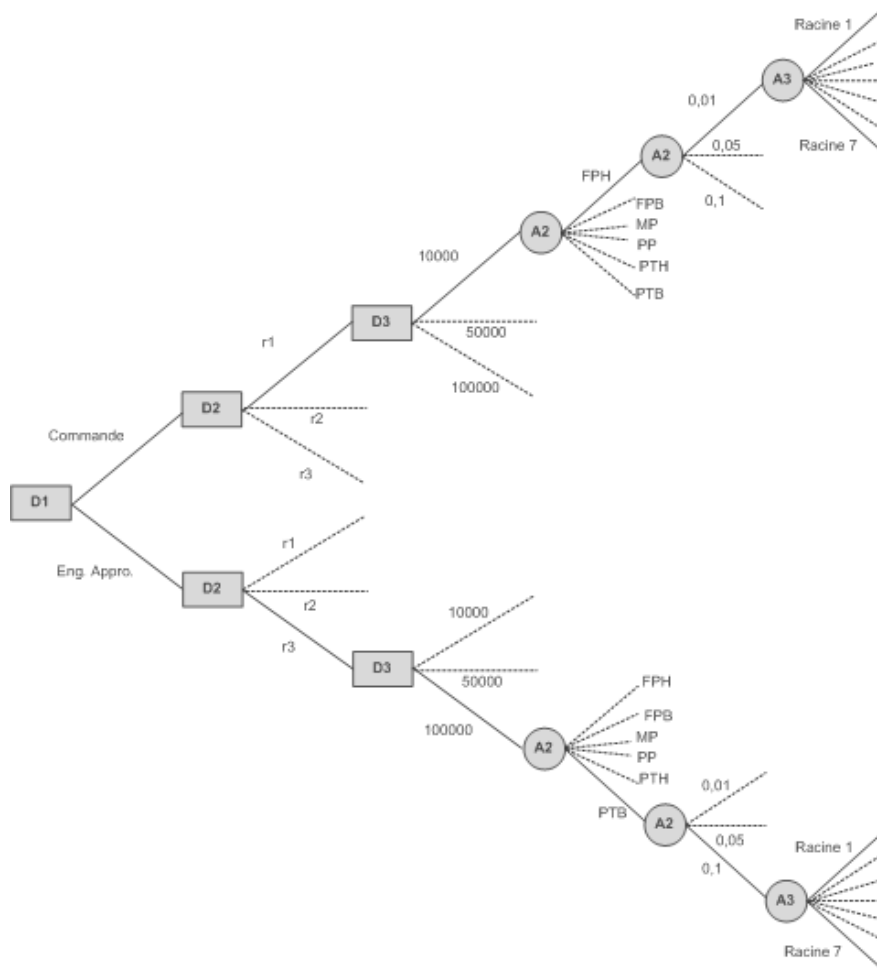 Racine 1
A3
0,01
Racine 7
A2
0,05
FPH
0,1
FPB
A2
MP
PP
10000
PTH
PTB
D3
50000
r1
100000
D2
r2
Commande
r3
D1
r1
Eng. Appro.
D2
r2
10000
r3
D3
50000
FPH
FPB
100000
A2
MP
PP
PTH
0,01
PTB
A2
0,05
Racine 1
0,1
A3
Racine 7